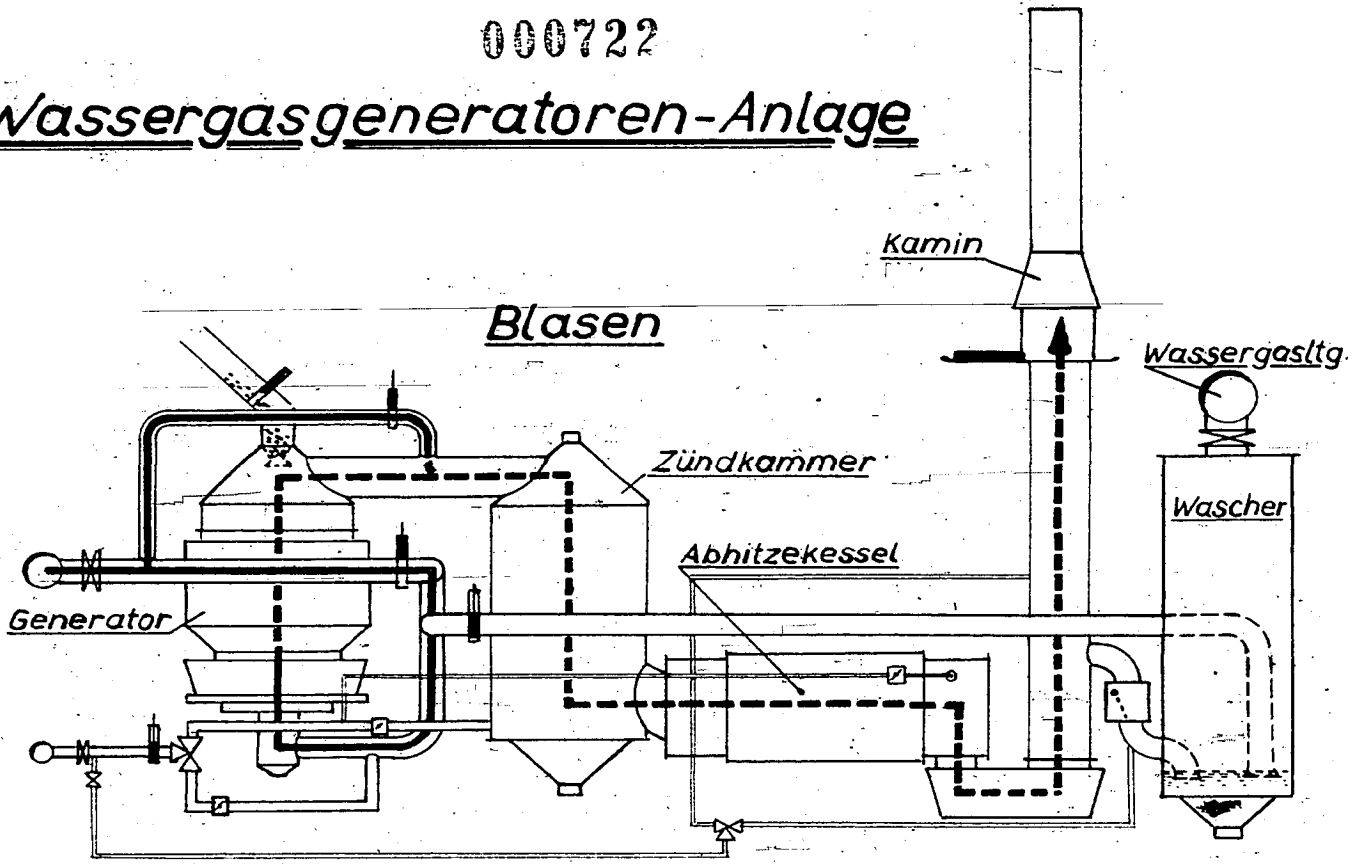 000722
Wassergasgeneratoren-Anlage
Kamin
Blasen
Wassergasltg.
Zündkammer
Wascher
Abhitzekessel
Generator